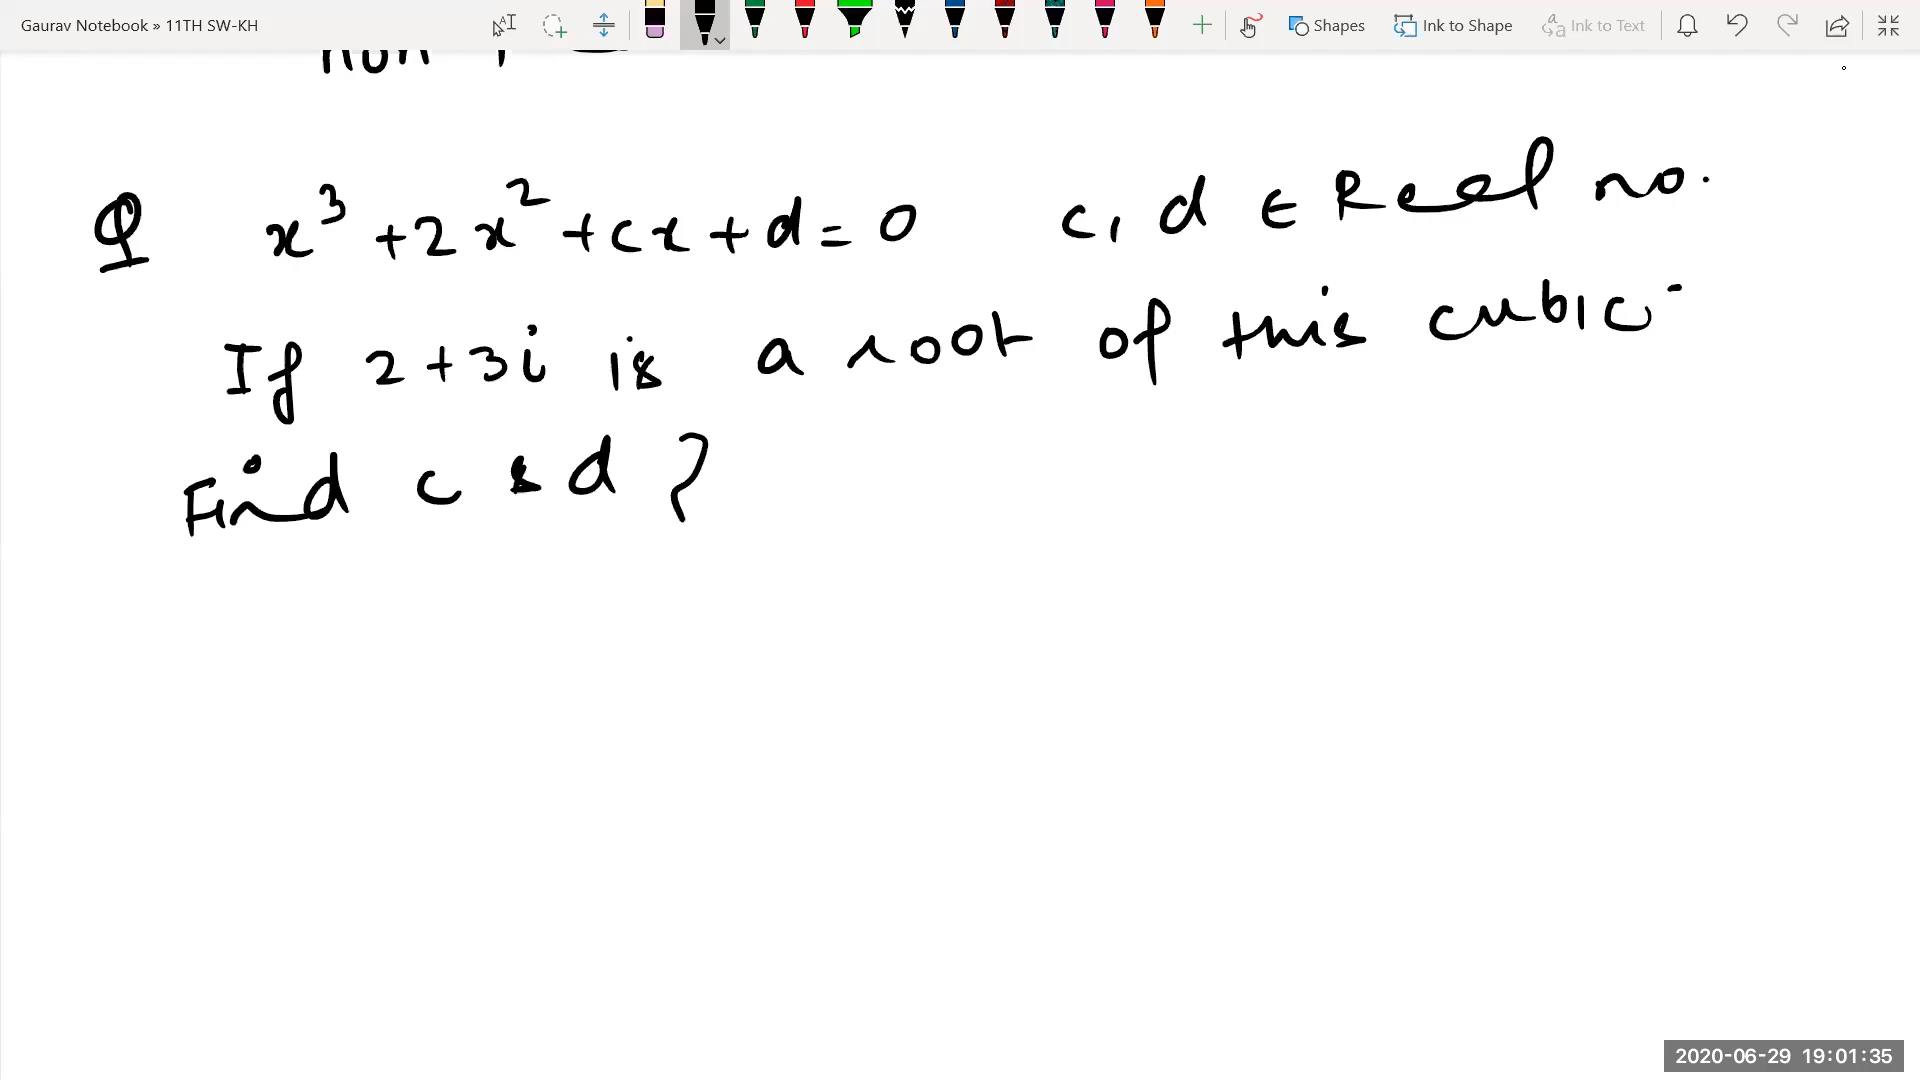 Gaurav Notebook » 11TH SW-KH
Shapes
Ink to Shape
Ink to Text
Q x³ + 2x² + cx + d = 0 c, d ∈ Real no.
If 2 + 3i is a root of this cubic.
Find c & d ?
2020-06-29 19:01:35